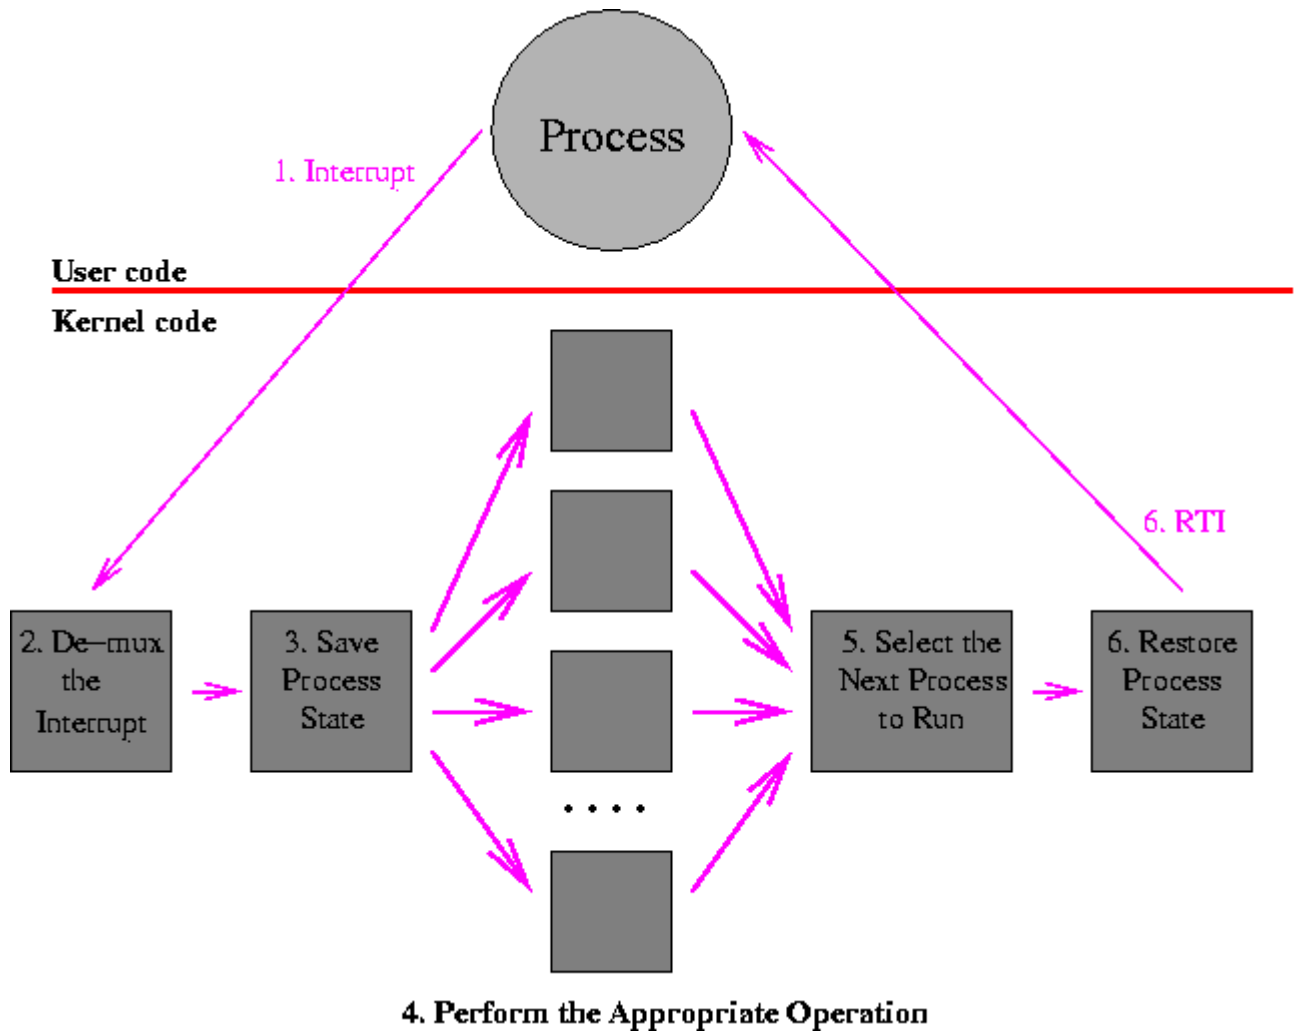 Process
1. Interrupt
User code
Kernel code
6. RTI
2. De-mux
the
Interrupt
3. Save
Process
State
5. Select the
Next Process
to Run
6. Restore
Process
State
. . . .
4. Perform the Appropriate Operation